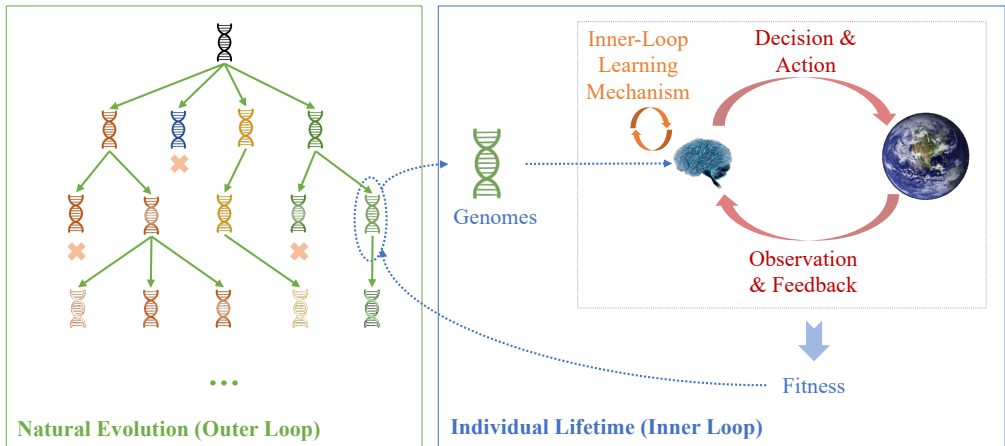 Inner-Loop
Learning
Mechanism
Decision &
Action
Genomes
Observation
& Feedback
Fitness
...
Natural Evolution (Outer Loop)
Individual Lifetime (Inner Loop)